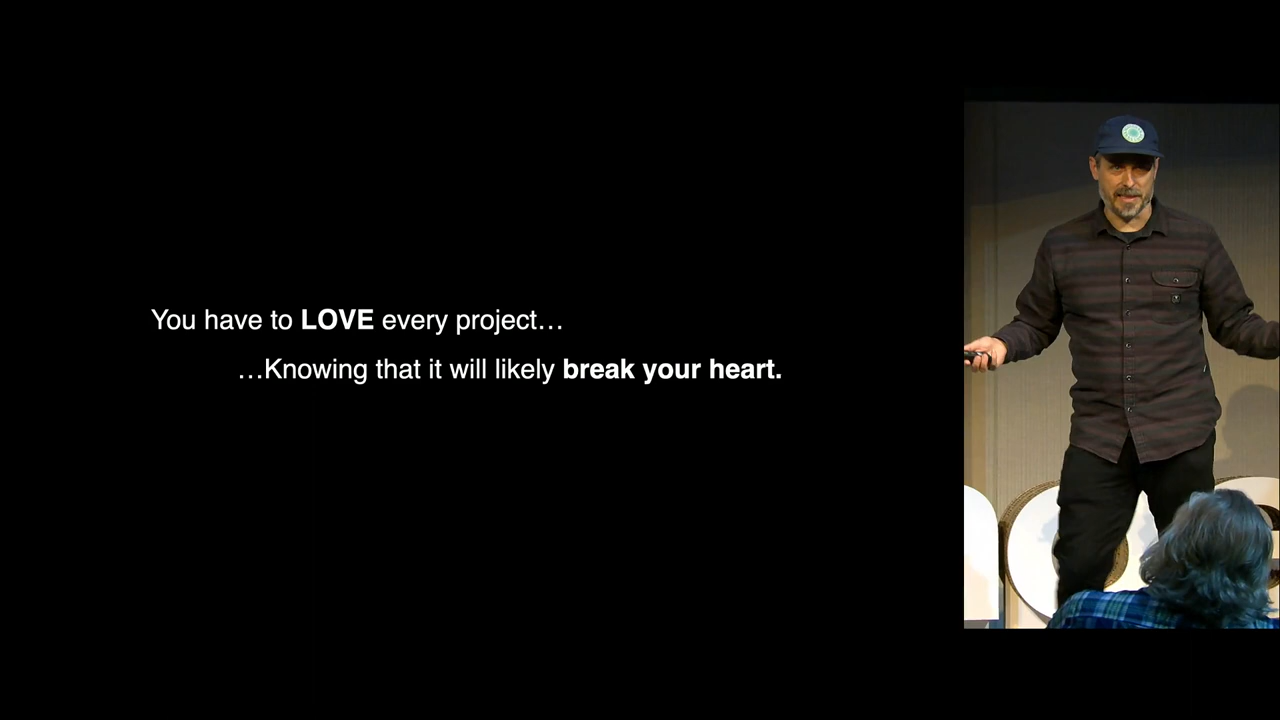 You have to LOVE every project…
…Knowing that it will likely break your heart.